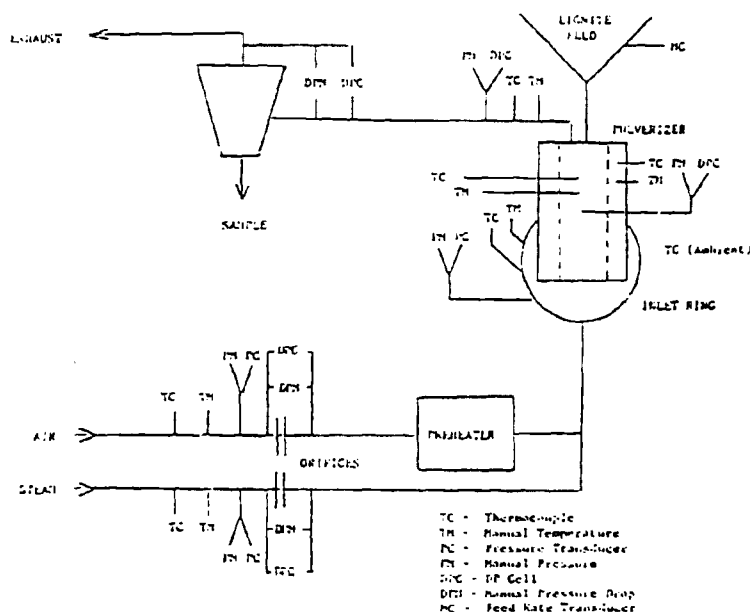 LIGNITE
FEED
EXHAUST
MC
DPM DPC
PM DPC
TC TM
PULVERIZER
TC PM DPC
TM
TC
TM
SAMPLE
TM
TC
PM PC
TC (Ambient)
INLET RING
DPC
PM PC
DPM
TC TM
AIR
PREHEATER
ORIFICES
STEAM
TC TM
DPM
PM PC
DPC
TC - Thermocouple
TM - Manual Temperature
PC - Pressure Transducer
PM - Manual Pressure
DPC - DP Cell
DPM - Manual Pressure Drop
MC - Feed Rate Transducer